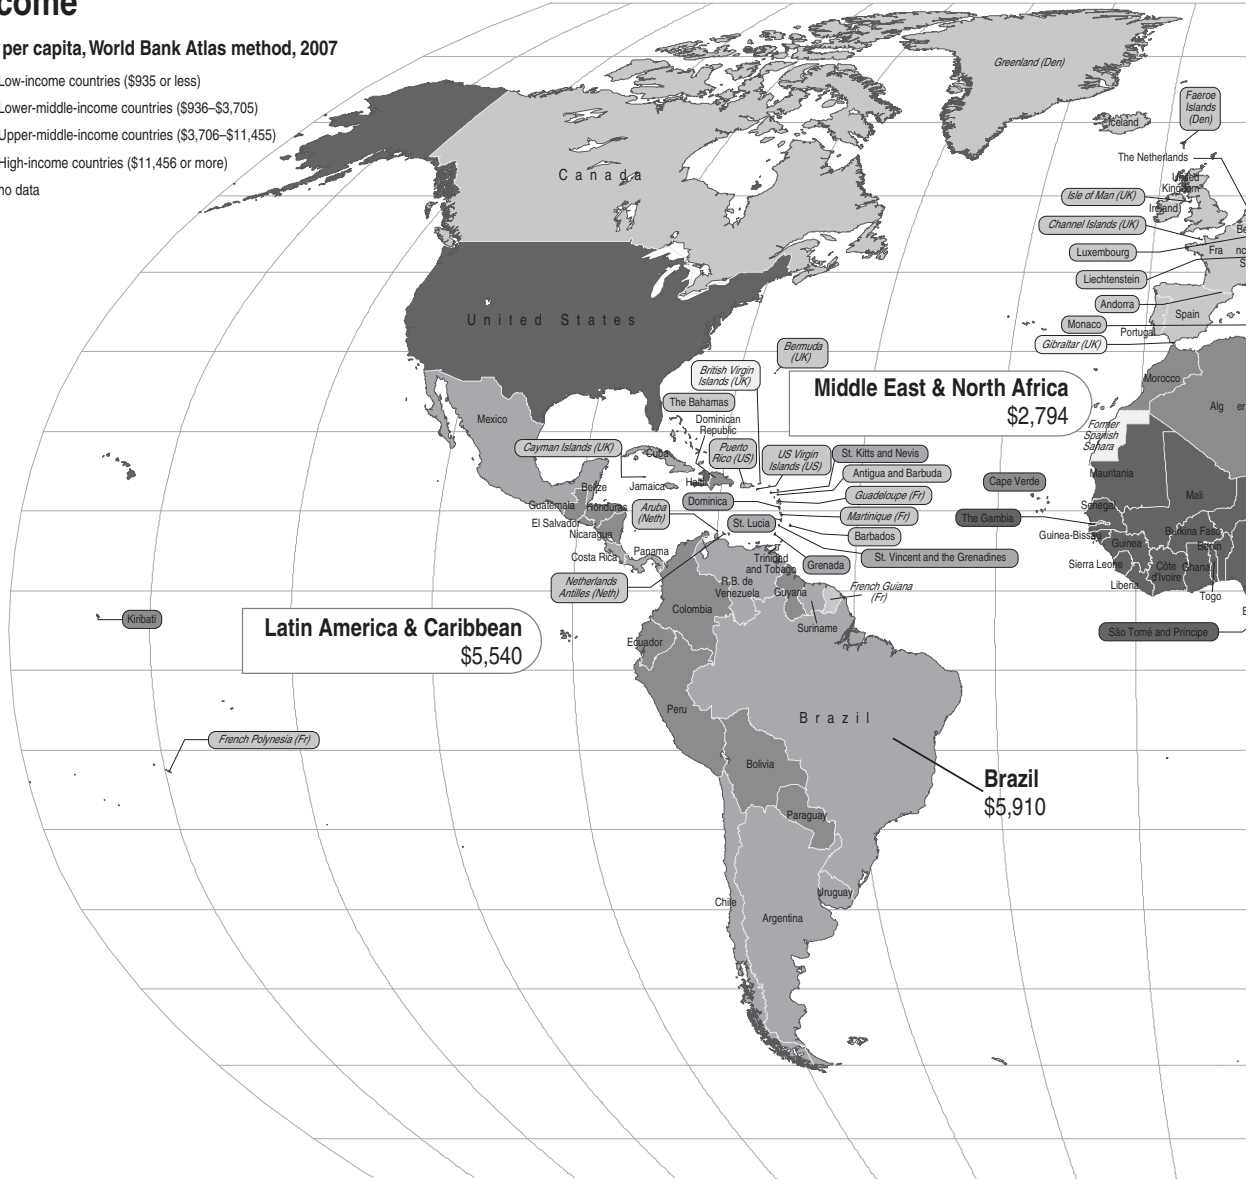 come
per capita, World Bank Atlas method, 2007
Low-income countries ($935 or less)
Lower-middle-income countries ($936–$3,705)
Upper-middle-income countries ($3,706–$11,455)
High-income countries ($11,456 or more)
no data
Greenland (Den)
Faeroe
Islands
(Den)
Iceland
The Netherlands
Canada
United
Kingdom
Isle of Man (UK)
Ireland
Channel Islands (UK)
Be
Luxembourg
Fra nc
S
Liechtenstein
Andorra
Spain
United States
Monaco
Portugal
Gibraltar (UK)
Bermuda
(UK)
British Virgin
Islands (UK)
Middle East & North Africa
$2,794
Morocco
The Bahamas
Alg er
Mexico
Dominican
Republic
Former
Spanish
Sahara
Cayman Islands (UK)
Cuba
Puerto
Rico (US)
US Virgin
Islands (US)
St. Kitts and Nevis
Antigua and Barbuda
Mauritania
Cape Verde
Belize
Jamaica
Haiti
Guadeloupe (Fr)
Mali
Guatemala
Honduras
Aruba
(Neth)
Dominica
Senegal
El Salvador
Martinique (Fr)
The Gambia
St. Lucia
Nicaragua
Barbados
Guinea-Bissau
Burkina Faso
Guinea
Benin
Costa Rica
Panama
Trinidad
and Tobago
St. Vincent and the Grenadines
Grenada
Sierra Leone
Côte
d'Ivoire
Ghana
Netherlands
Antilles (Neth)
R.B. de
Venezuela
Guyana
French Guiana
(Fr)
Liberia
Togo
Colombia
Suriname
Kiribati
Latin America & Caribbean
$5,540
E
São Tomé and Príncipe
Ecuador
Peru
Brazil
French Polynesia (Fr)
Bolivia
Brazil
$5,910
Paraguay
Uruguay
Chile
Argentina